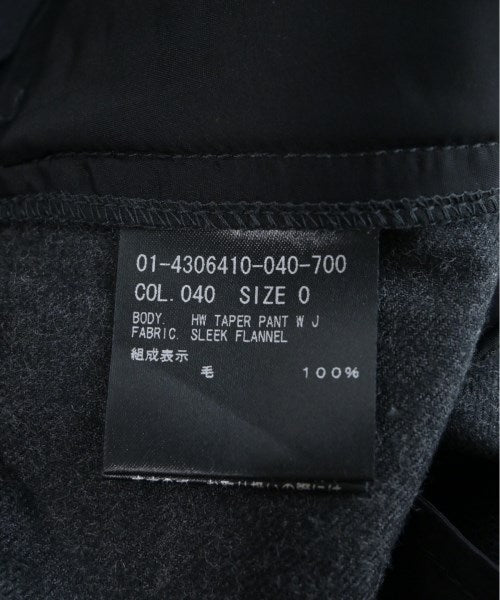 01-4306410-040-700
COL. 040 SIZE 0
BODY. HW TAPER PANT W J
FABRIC. SLEEK FLANNEL
組成表示
毛 100%